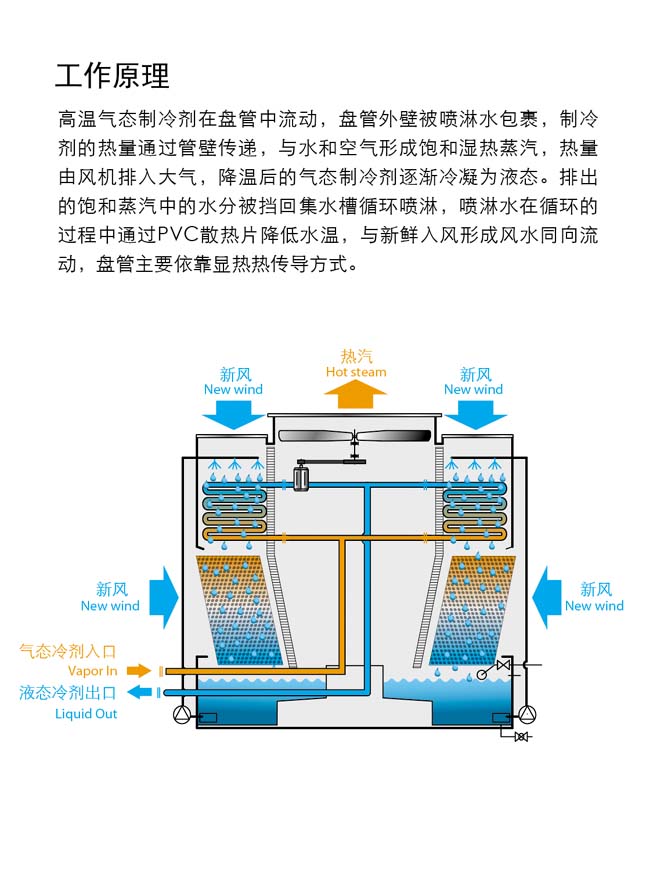 工作原理
高温气态制冷剂在盘管中流动，盘管外壁被喷淋水包裹，制冷
剂的热量通过管壁传递，与水和空气形成饱和湿热蒸汽，热量
由风机排入大气，降温后的气态制冷剂逐渐冷凝为液态。排出
的饱和蒸汽中的水分被挡回集水槽循环喷淋，喷淋水在循环的
过程中通过PVC散热片降低水温，与新鲜入风形成风水同向流
动，盘管主要依靠显热热传导方式。
热汽
Hot steam
新风
New wind
新风
New wind
新风
New wind
新风
New wind
气态冷剂入口
Vapor In
液态冷剂出口
Liquid Out